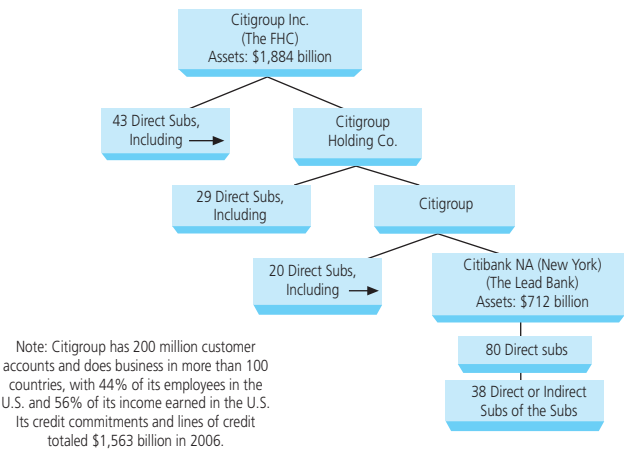 Citigroup Inc.
(The FHC)
Assets: $1,884 billion
43 Direct Subs,
Including
Citigroup
Holding Co.
29 Direct Subs,
Including
Citigroup
20 Direct Subs,
Including
Citibank NA (New York)
(The Lead Bank)
Assets: $712 billion
80 Direct subs
38 Direct or Indirect
Subs of the Subs
Note: Citigroup has 200 million customer
accounts and does business in more than 100
countries, with 44% of its employees in the
U.S. and 56% of its income earned in the U.S.
Its credit commitments and lines of credit
totaled $1,563 billion in 2006.